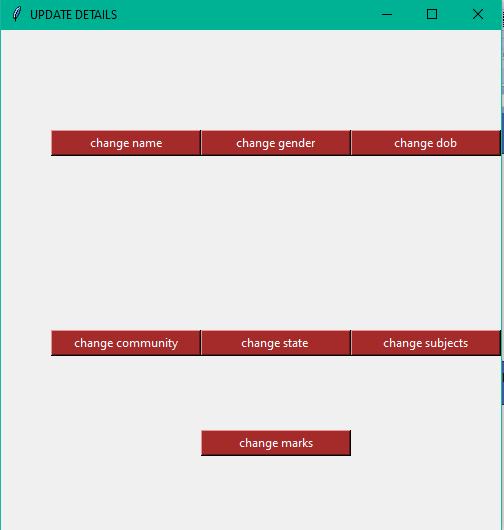 UPDATE DETAILS
change name change gender change dob
change community change state change subjects
change marks